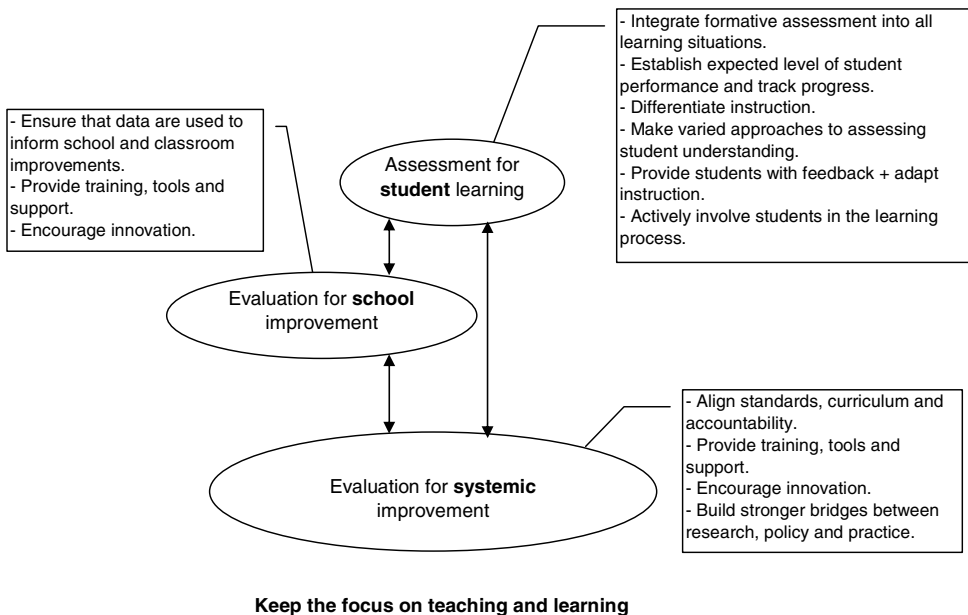 - Integrate formative assessment into all
learning situations.
- Establish expected level of student
performance and track progress.
- Differentiate instruction.
- Make varied approaches to assessing
student understanding.
- Provide students with feedback + adapt
instruction.
- Actively involve students in the learning
process.
- Ensure that data are used to
inform school and classroom
improvements.
- Provide training, tools and
support.
- Encourage innovation.
Assessment for
student learning
Evaluation for school
improvement
- Align standards, curriculum and
accountability.
- Provide training, tools and
support.
- Encourage innovation.
- Build stronger bridges between
research, policy and practice.
Evaluation for systemic
improvement
Keep the focus on teaching and learning